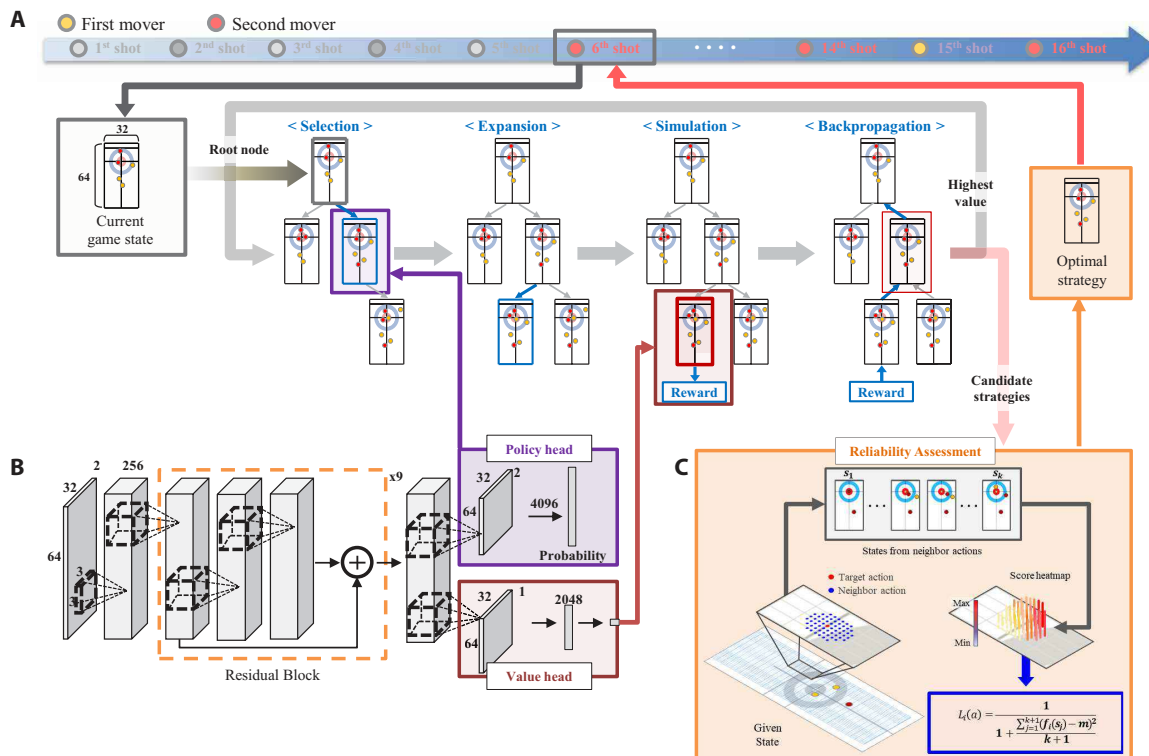 A
First mover
Second mover
1st shot
2nd shot
3rd shot
4th shot
5th shot
6th shot
14th shot
15th shot
16th shot
32
64
Current
game state
Root node
< Selection >
< Expansion >
< Simulation >
< Backpropagation >
Highest
value
Optimal
strategy
Reward
Reward
Candidate
strategies
B
2
256
32
64
3
3
x9
Residual Block
Policy head
32
2
64
4096
Probability
32
1
64
2048
Value head
C
Reliability Assessment
s1
sk
States from neighbor actions
Target action
Neighbor action
Score heatmap
Max
Min
Given
State
Li(a) = 1 / (1 + (∑_{j=1}^{k+1}(fi(sj) − m)² / (k + 1)))